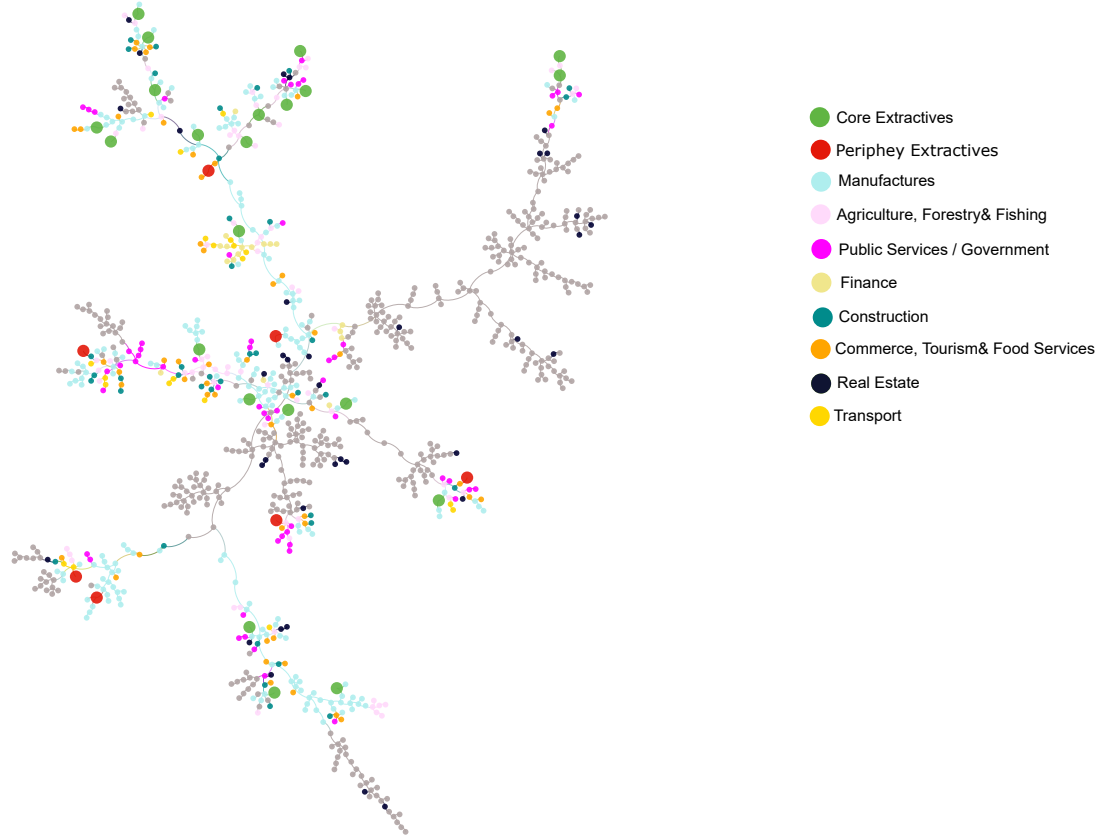 Core Extractives
Periphey Extractives
Manufactures
Agriculture, Forestry& Fishing
Public Services / Government
Finance
Construction
Commerce, Tourism& Food Services
Real Estate
Transport